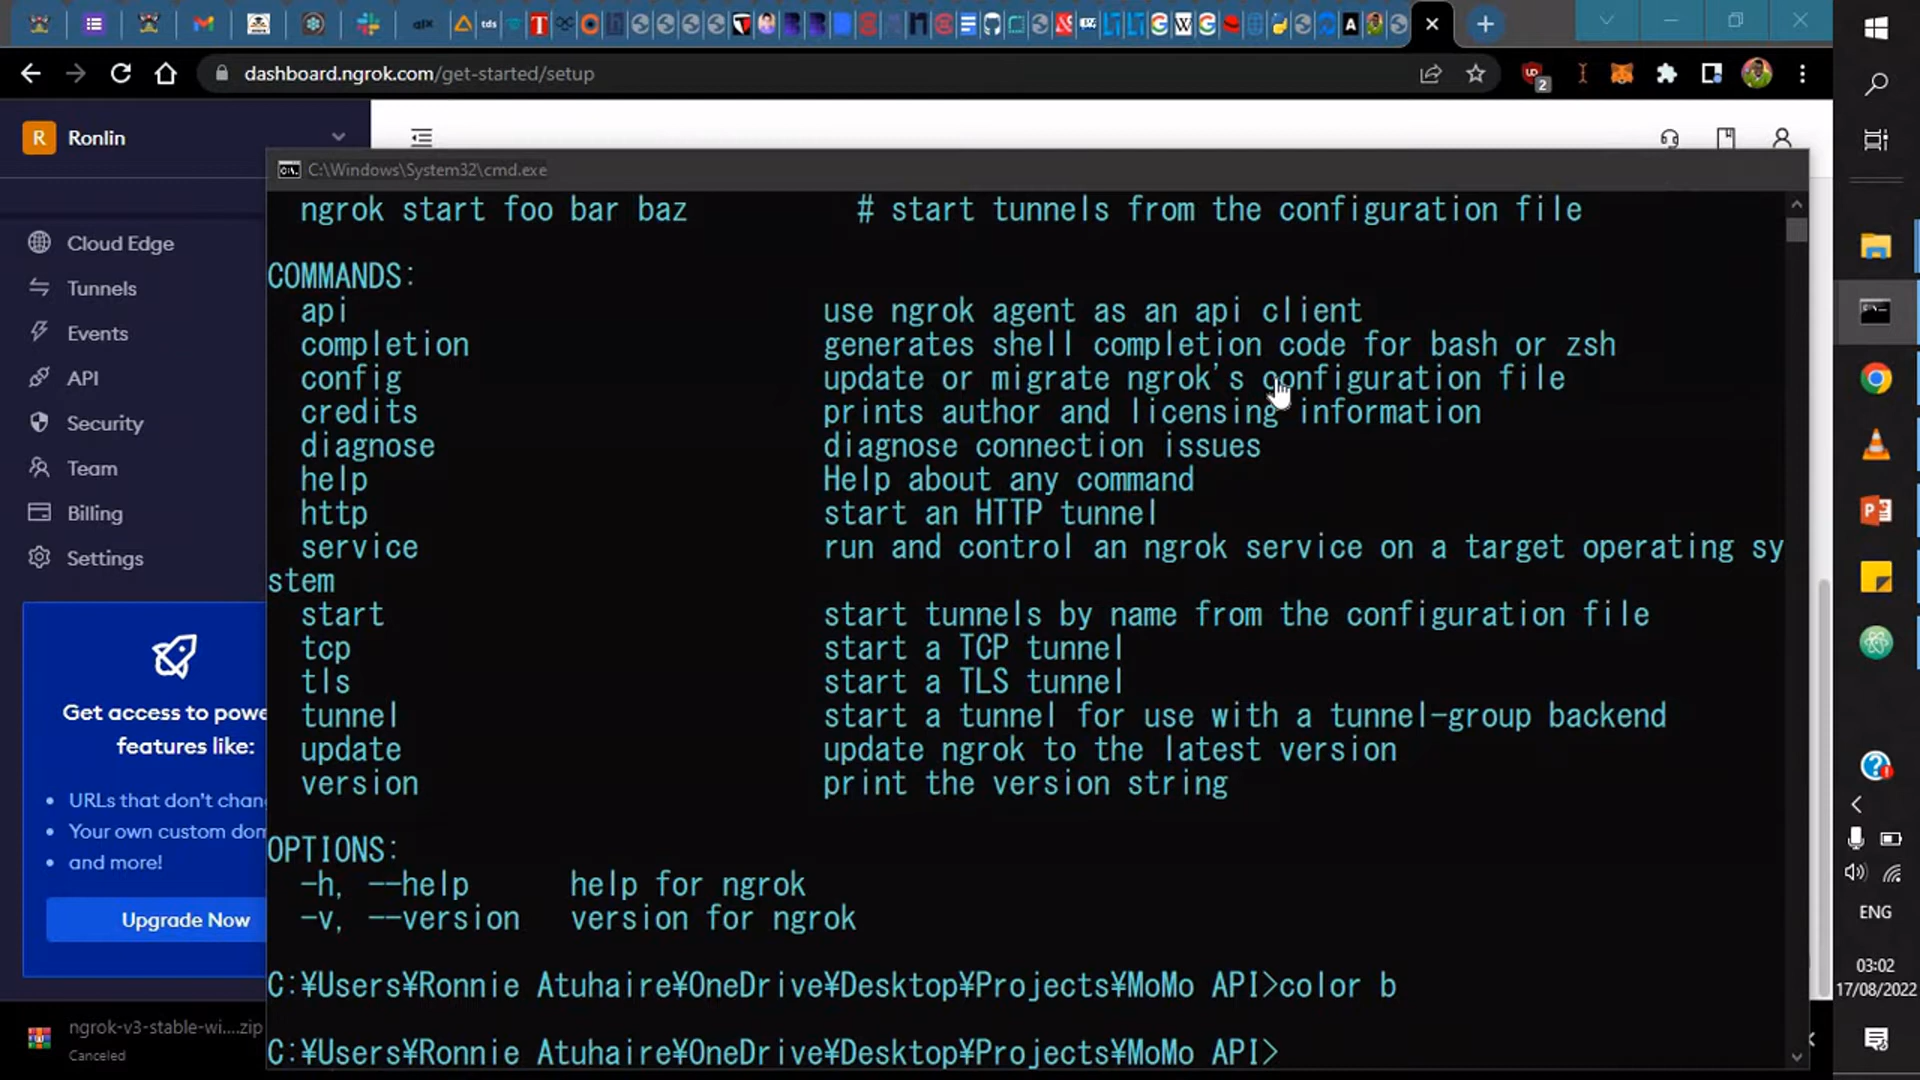 tds
dashboard.ngrok.com/get-started/setup
2
R Ronlin
C:\Windows\System32\cmd.exe
Cloud Edge
Tunnels
Events
API
Security
Team
Billing
Settings
Get access to powe
features like:
URLs that don't chan
Your own custom dom
and more!
Upgrade Now
ngrok-v3-stable-wi....zip
Canceled
ngrok start foo bar baz # start tunnels from the configuration file
COMMANDS:
api use ngrok agent as an api client
completion generates shell completion code for bash or zsh
config update or migrate ngrok's configuration file
credits prints author and licensing information
diagnose diagnose connection issues
help Help about any command
http start an HTTP tunnel
service run and control an ngrok service on a target operating sy
stem
start start tunnels by name from the configuration file
tcp start a TCP tunnel
tls start a TLS tunnel
tunnel start a tunnel for use with a tunnel-group backend
update update ngrok to the latest version
version print the version string
OPTIONS:
-h, --help help for ngrok
-v, --version version for ngrok
C:¥Users¥Ronnie Atuhaire¥OneDrive¥Desktop¥Projects¥MoMo API>color b
C:¥Users¥Ronnie Atuhaire¥OneDrive¥Desktop¥Projects¥MoMo API>
ENG
03:02
17/08/2022